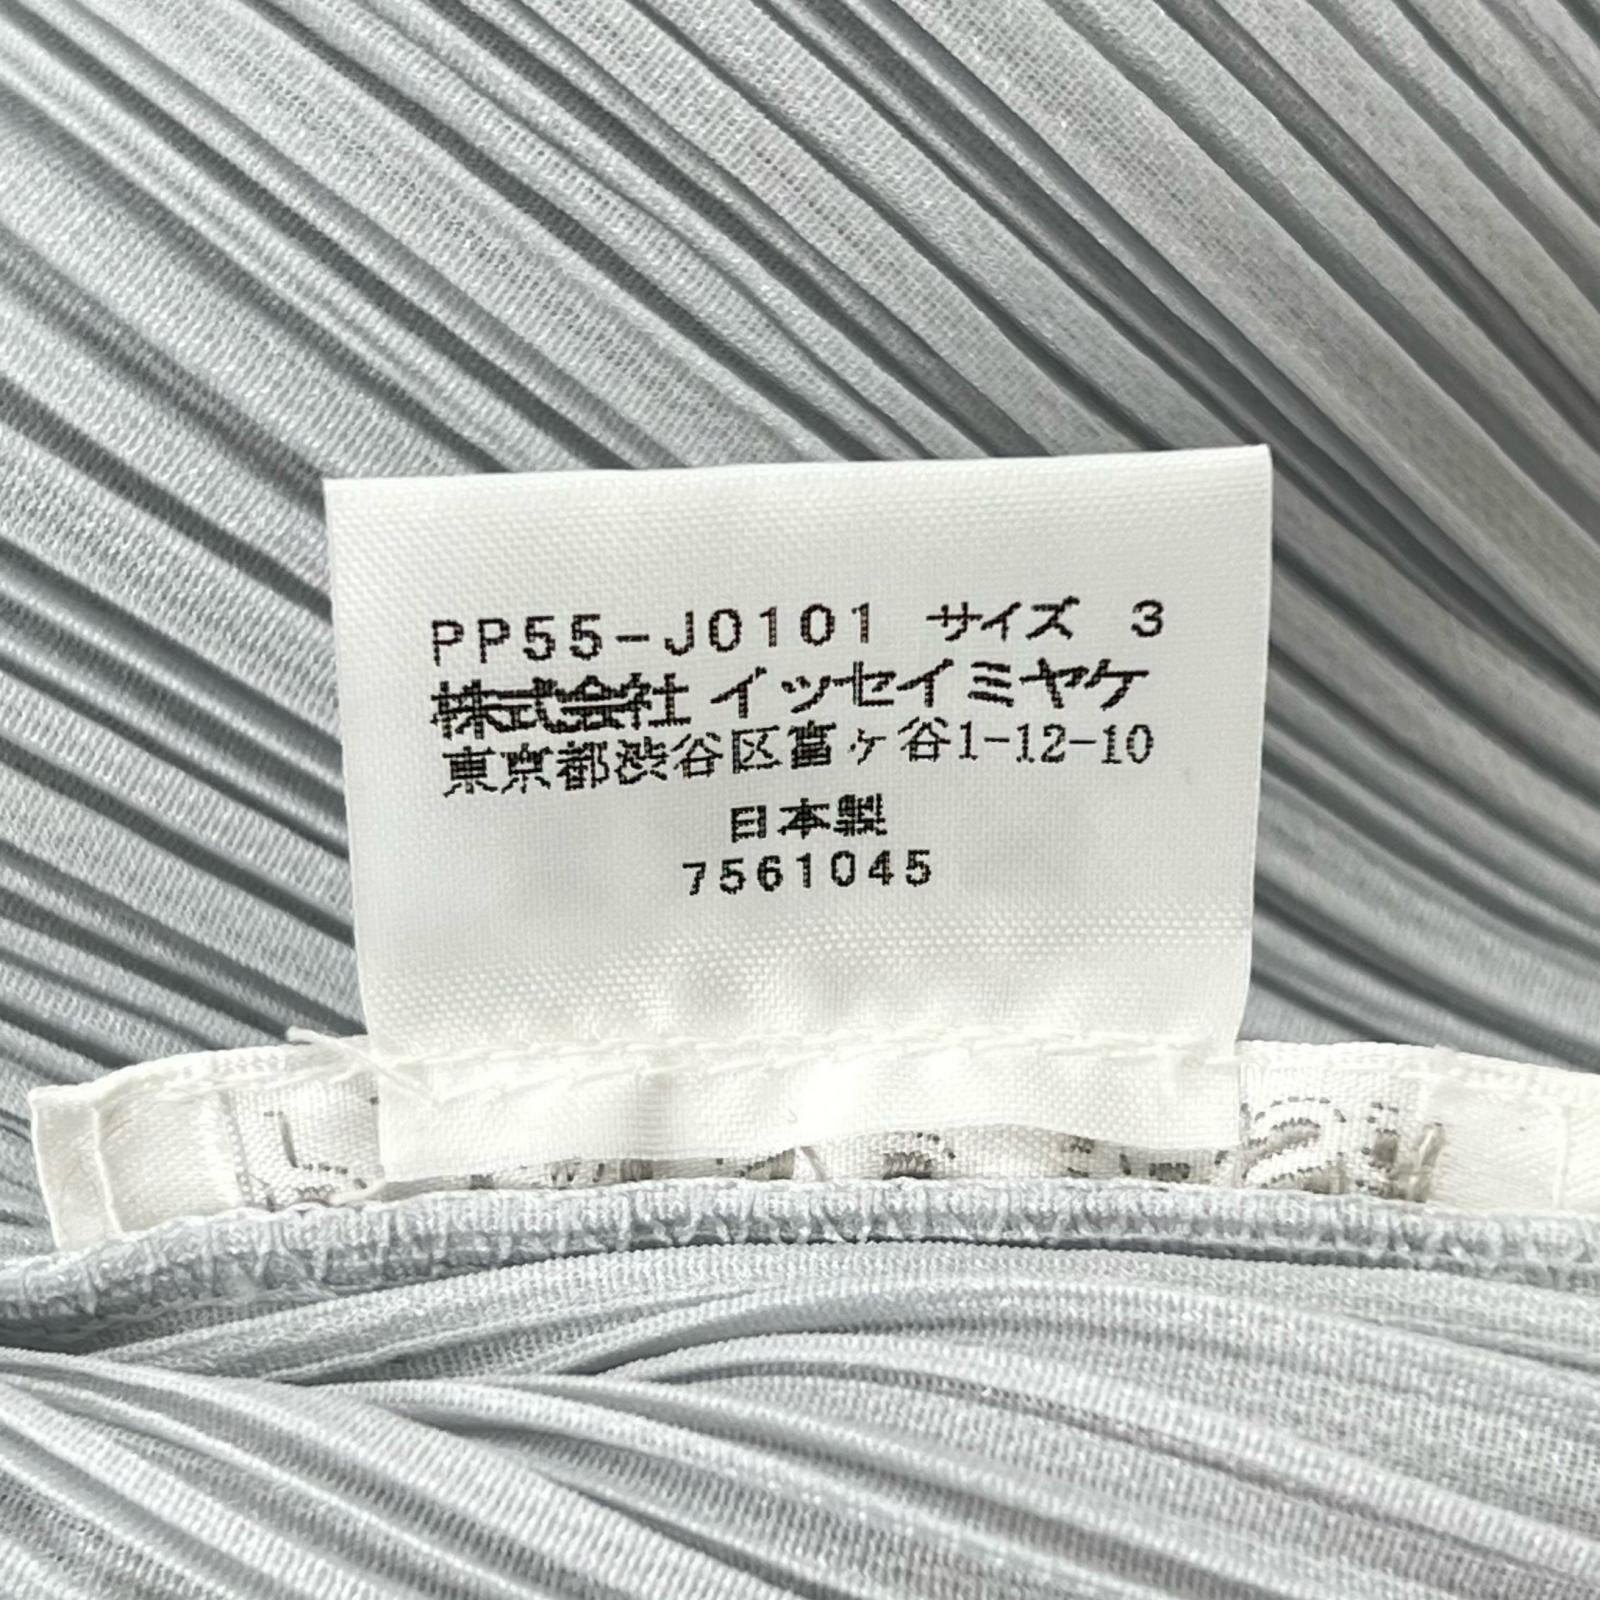 PP55-J0101 サイズ 3
株式会社 イッセイミヤケ
東京都渋谷区富ヶ谷1-12-10
日本製
7561045